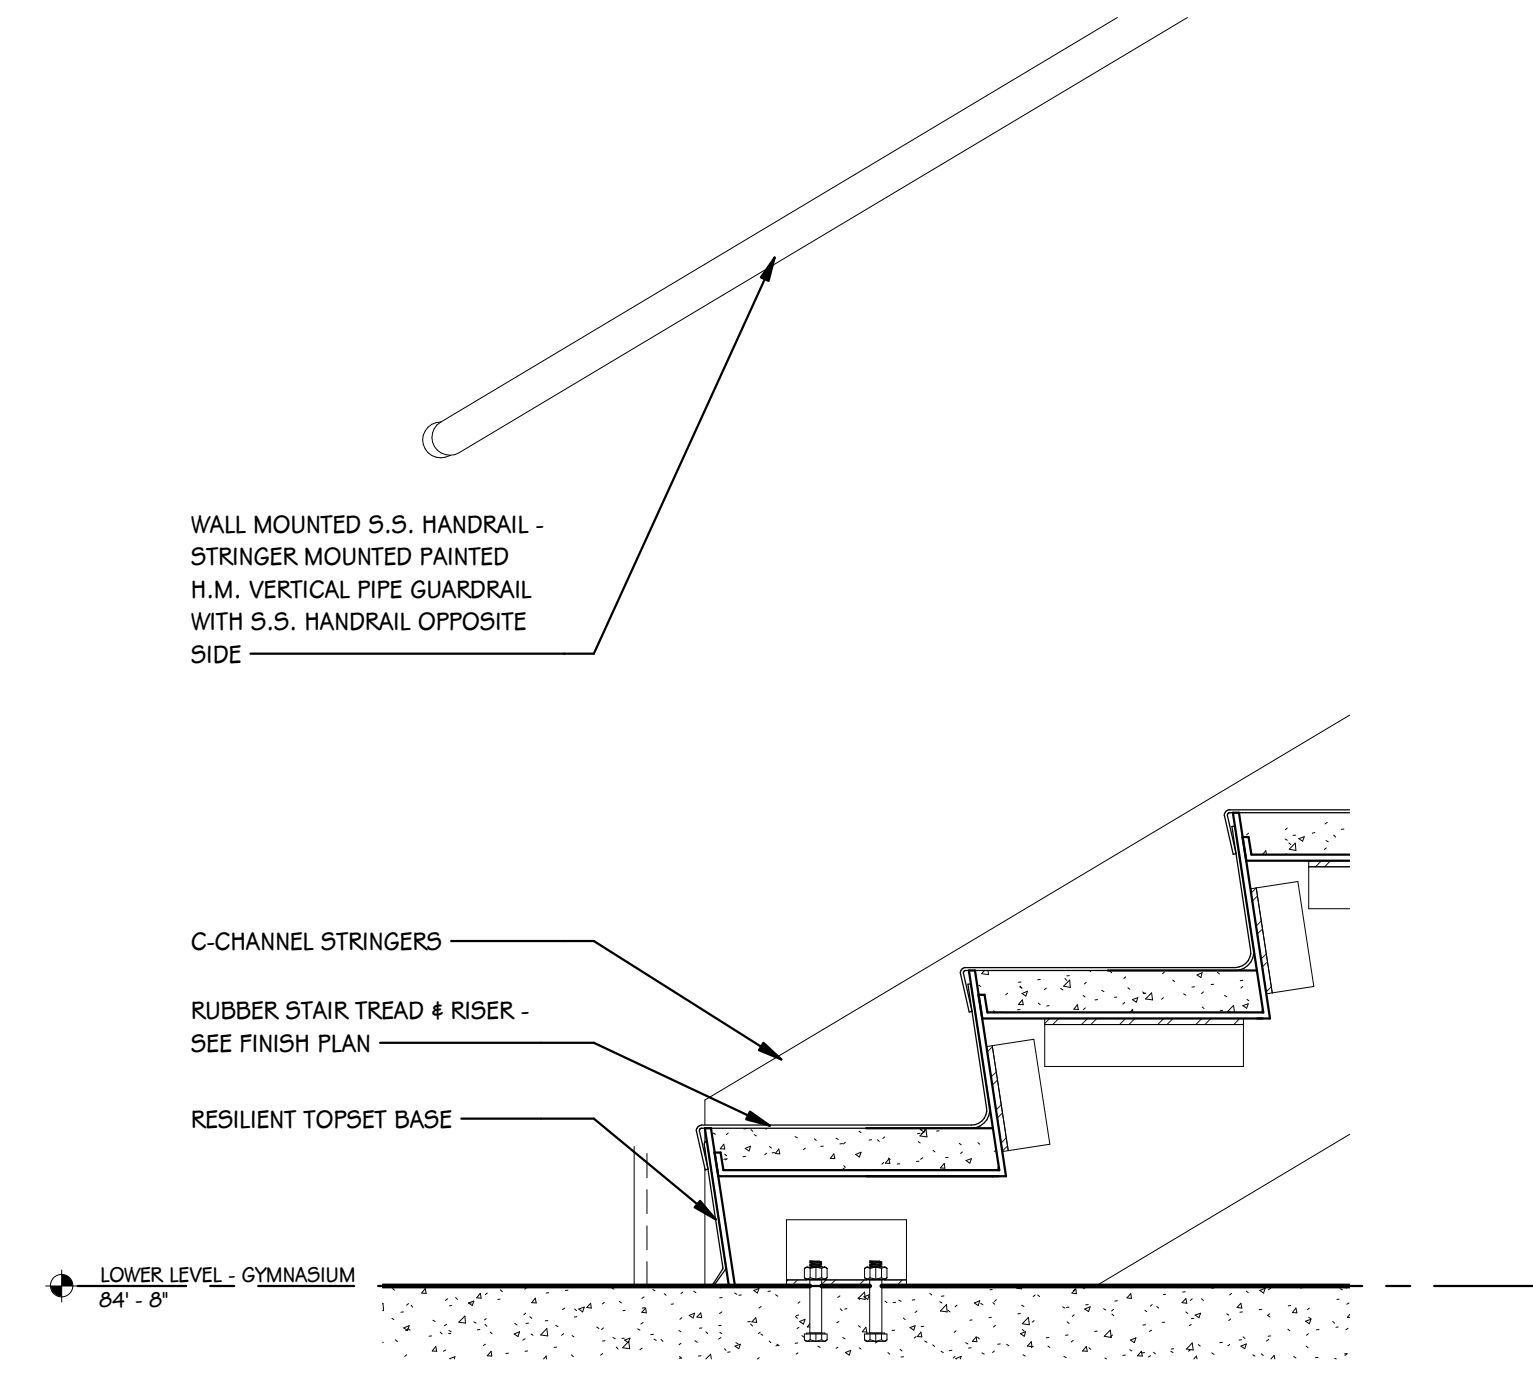 WALL MOUNTED S.S. HANDRAIL -
STRINGER MOUNTED PAINTED
H.M. VERTICAL PIPE GUARDRAIL
WITH S.S. HANDRAIL OPPOSITE
SIDE
C-CHANNEL STRINGERS
RUBBER STAIR TREAD & RISER -
SEE FINISH PLAN
RESILIENT TOPSET BASE
LOWER LEVEL - GYMNASIUM
84' - 8"